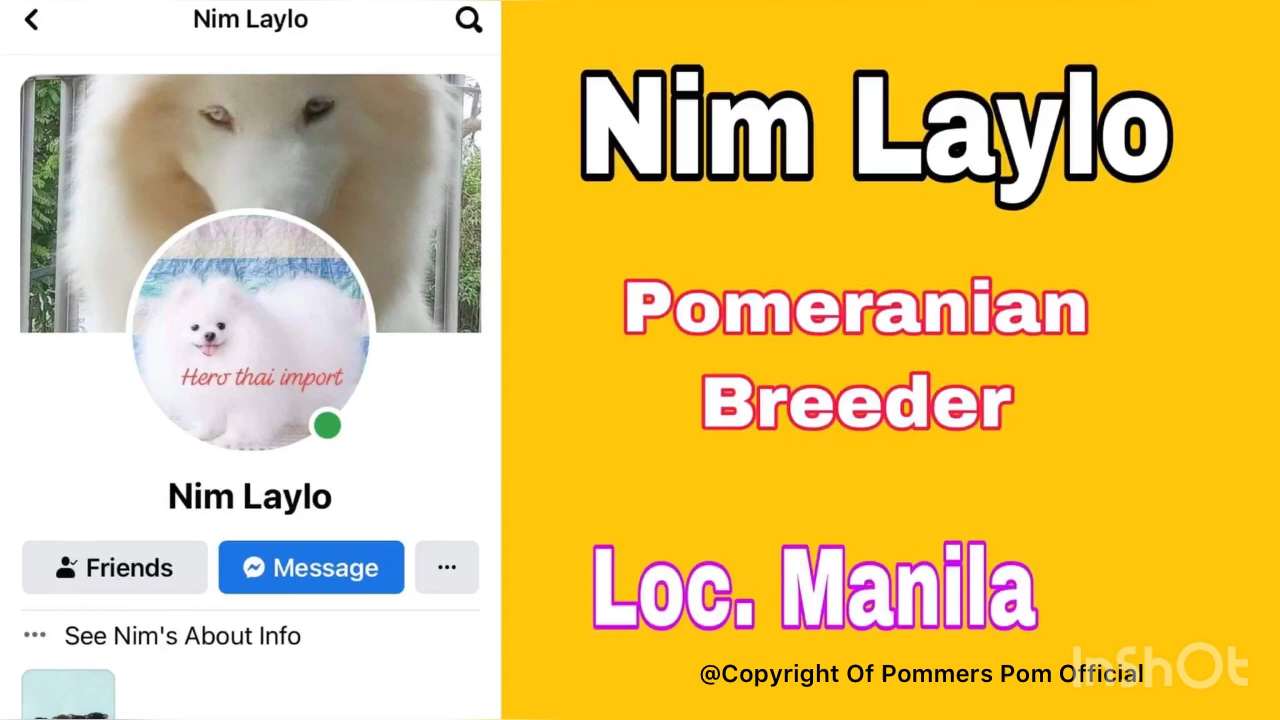 Nim Laylo
Hero thai import
Nim Laylo
Friends
Message
See Nim's About Info
Nim Laylo
Pomeranian
Breeder
Loc. Manila
@Copyright Of Pommers Pom Official
InShOt